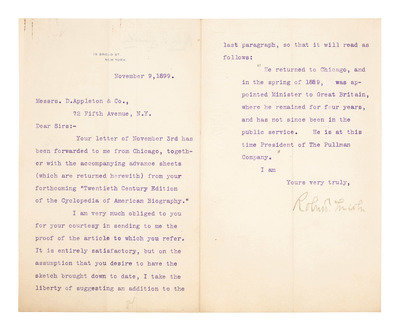 NEW YORK.
November 9, 1899.
Messrs. D. Appleton & Co.,
72 Fifth Avenue, N.Y.
Dear Sirs:-
Your letter of November 3rd has
been forwarded to me from Chicago, togeth-
er with the accompanying advance sheets
(which are returned herewith) from your
forthcoming "Twentieth Century Edition
of the Cyclopedia of American Biography."
I am very much obliged to you
for your courtesy in sending to me the
proof of the article to which you refer.
It is entirely satisfactory, but on the
assumption that you desire to have the
sketch brought down to date, I take the
liberty of suggesting an addition to the
last paragraph, so that it will read as
follows:
"He returned to Chicago, and
in the spring of 1889, was ap-
pointed Minister to Great Britain,
where he remained for four years,
and has not since been in the
public service. He is at this
time President of The Pullman
Company."
I am
Yours very truly,
Robert T. Lincoln